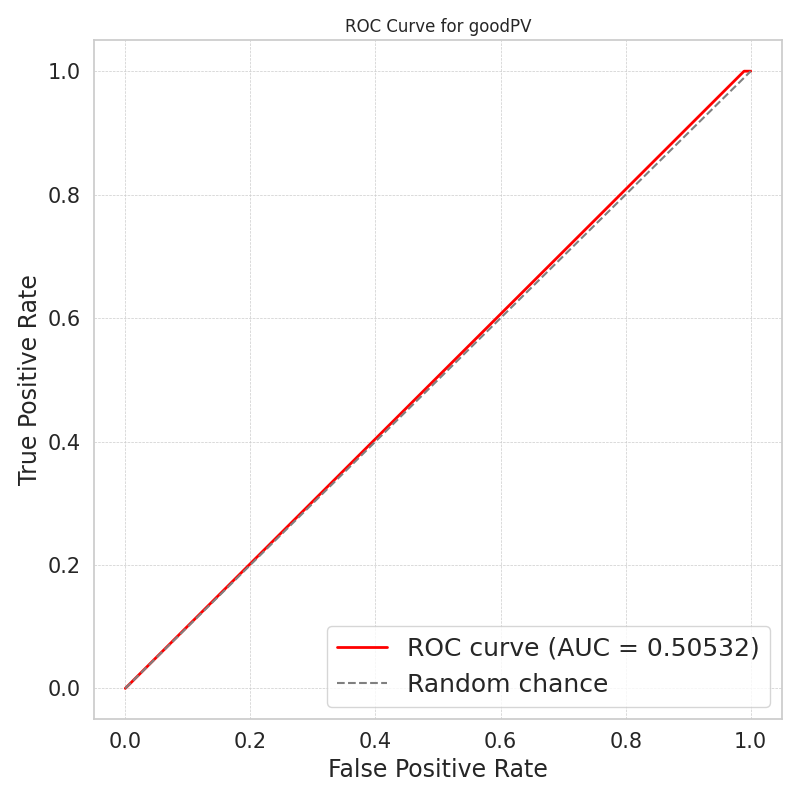 ROC Curve for goodPV
1.0
0.8
0.6
0.4
0.2
0.0
True Positive Rate
ROC curve (AUC = 0.50532)
Random chance
0.0 0.2 0.4 0.6 0.8 1.0
False Positive Rate